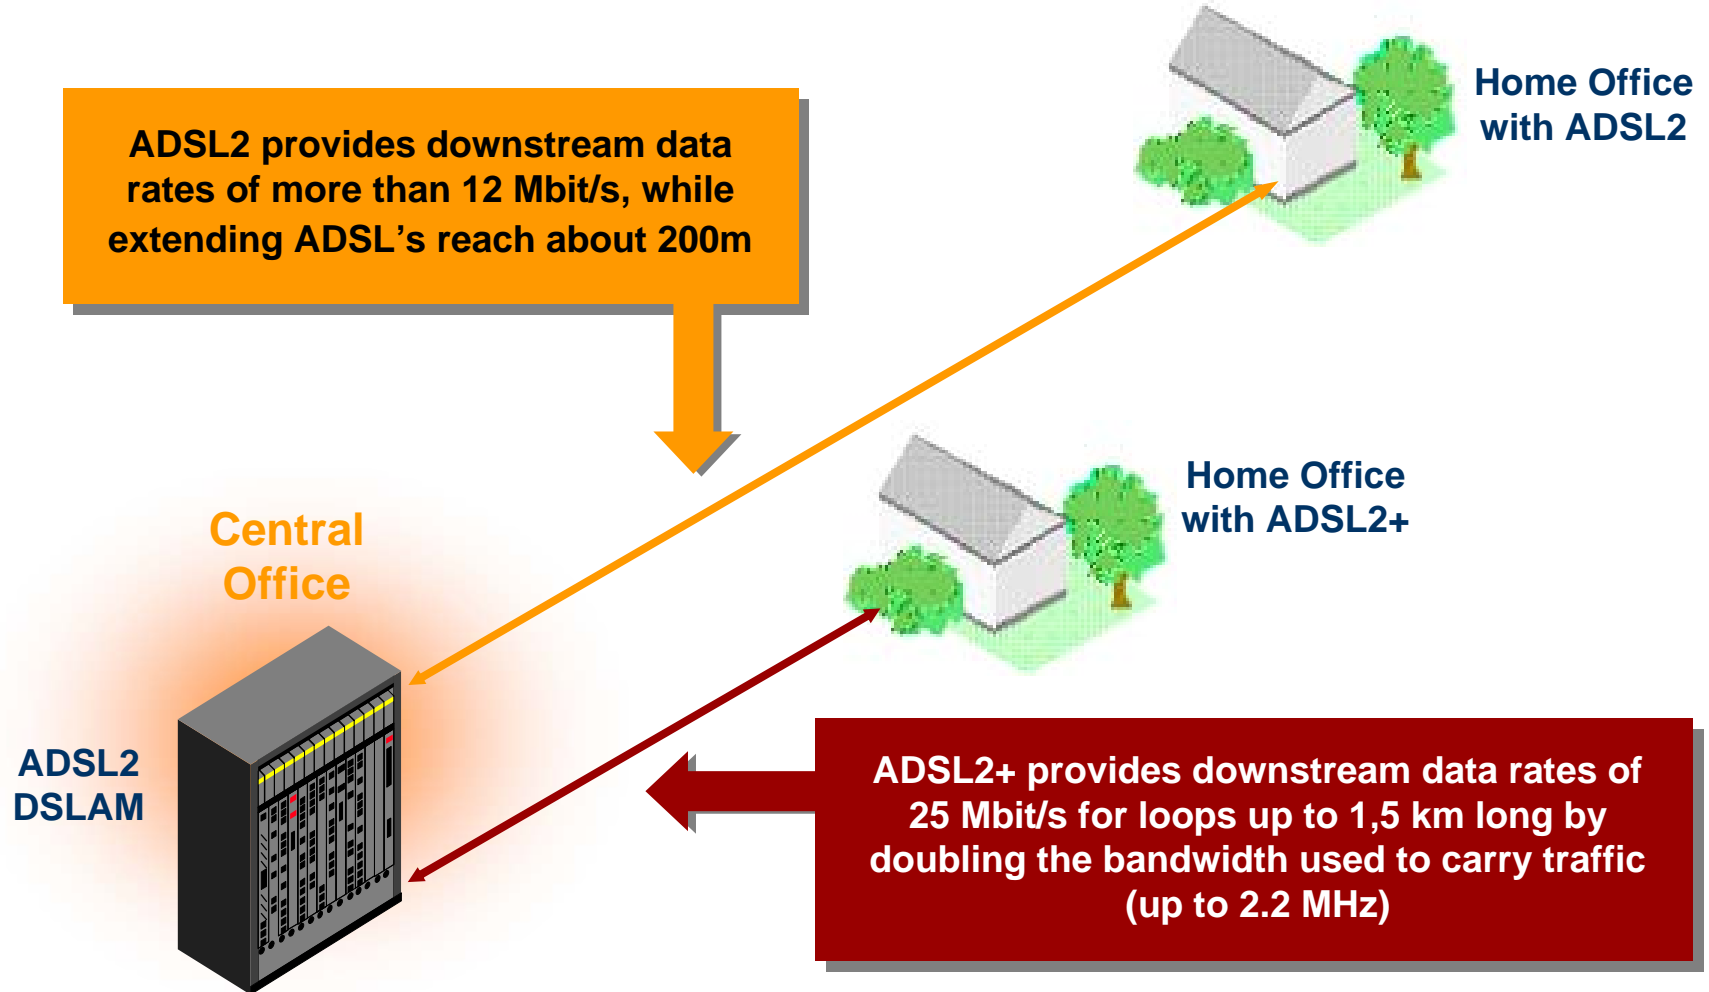 Home Office
with ADSL2
ADSL2 provides downstream data
rates of more than 12 Mbit/s, while
extending ADSL’s reach about 200m
Home Office
with ADSL2+
Central
Office
ADSL2
DSLAM
ADSL2+ provides downstream data rates of
25 Mbit/s for loops up to 1,5 km long by
doubling the bandwidth used to carry traffic
(up to 2.2 MHz)